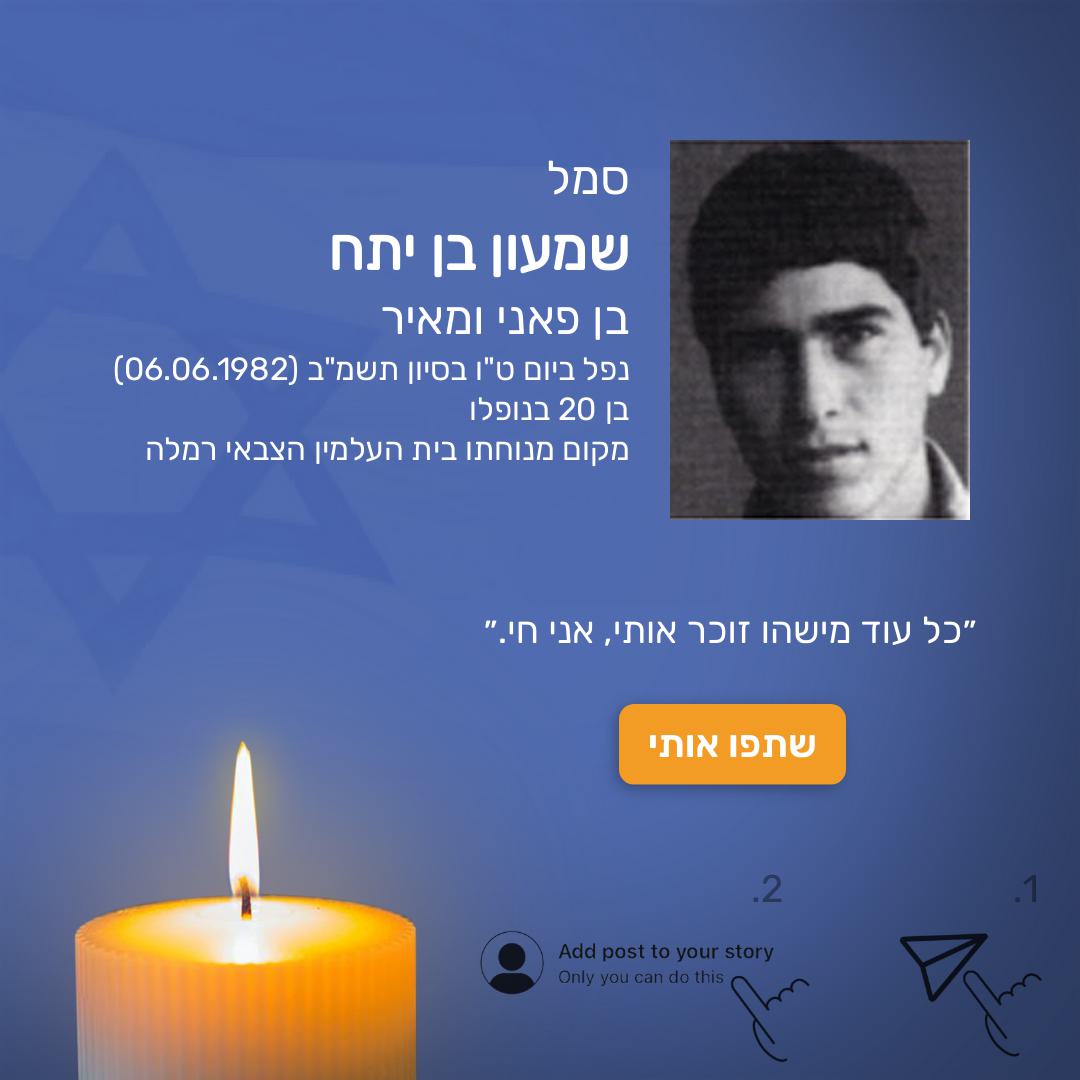 סמל
שמעון בן יתח
בן פאני ומאיר
נפל ביום ט"ו בסיוון תשמ"ב (06.06.1982)
בן 20 בנופלו
מקום מנוחתו בית העלמין הצבאי רמלה
״כל עוד מישהו זוכר אותי, אני חי.״
שתפו אותי
1.
2.
Add post to your story
Only you can do this